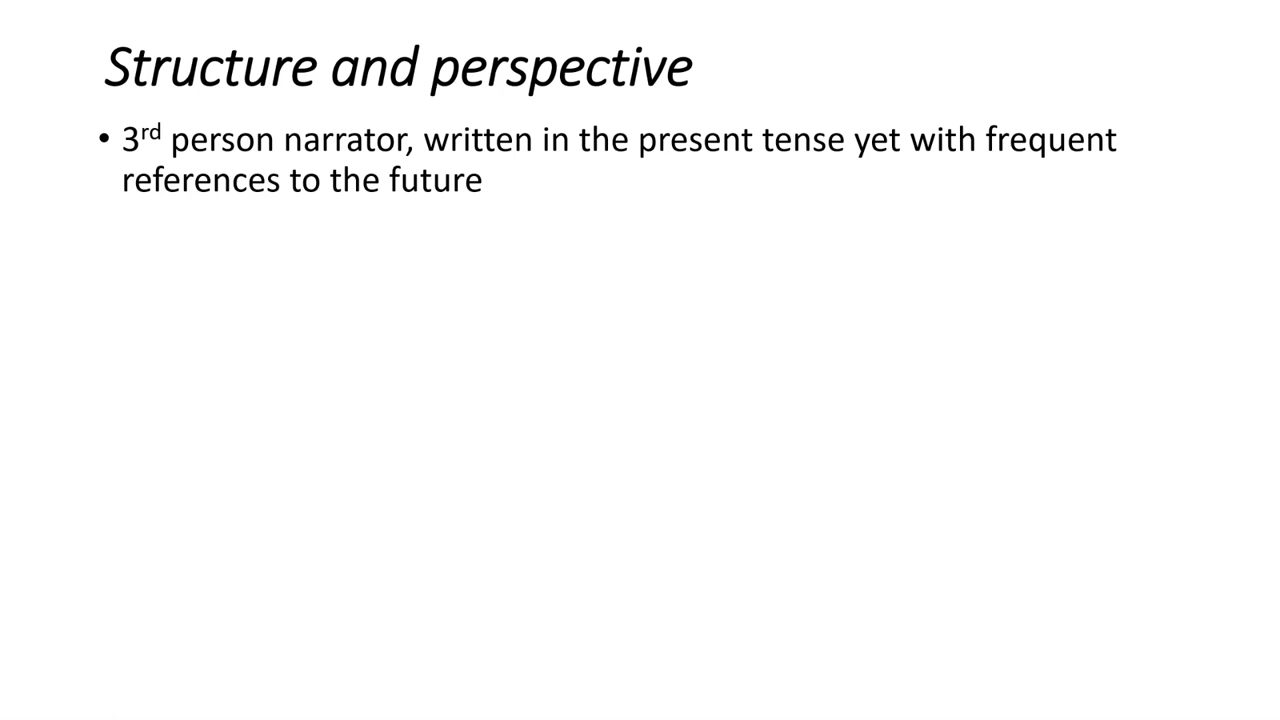 Structure and perspective
• 3rd person narrator, written in the present tense yet with frequent
references to the future